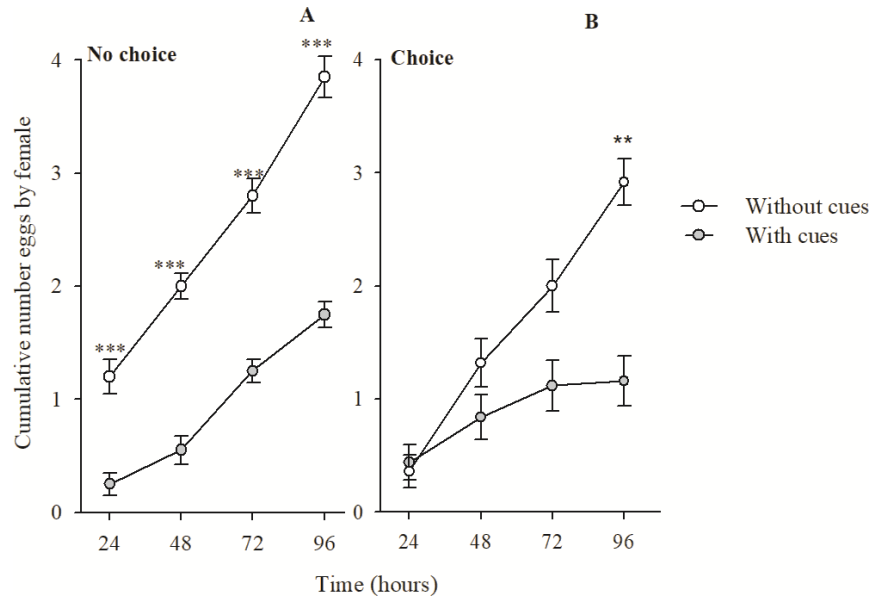 A
B
No choice
Choice
***
***
***
***
**
4
3
2
1
0
4
3
2
1
0
Cumulative number eggs by female
Without cues
With cues
24 48 72 96
24 48 72 96
Time (hours)